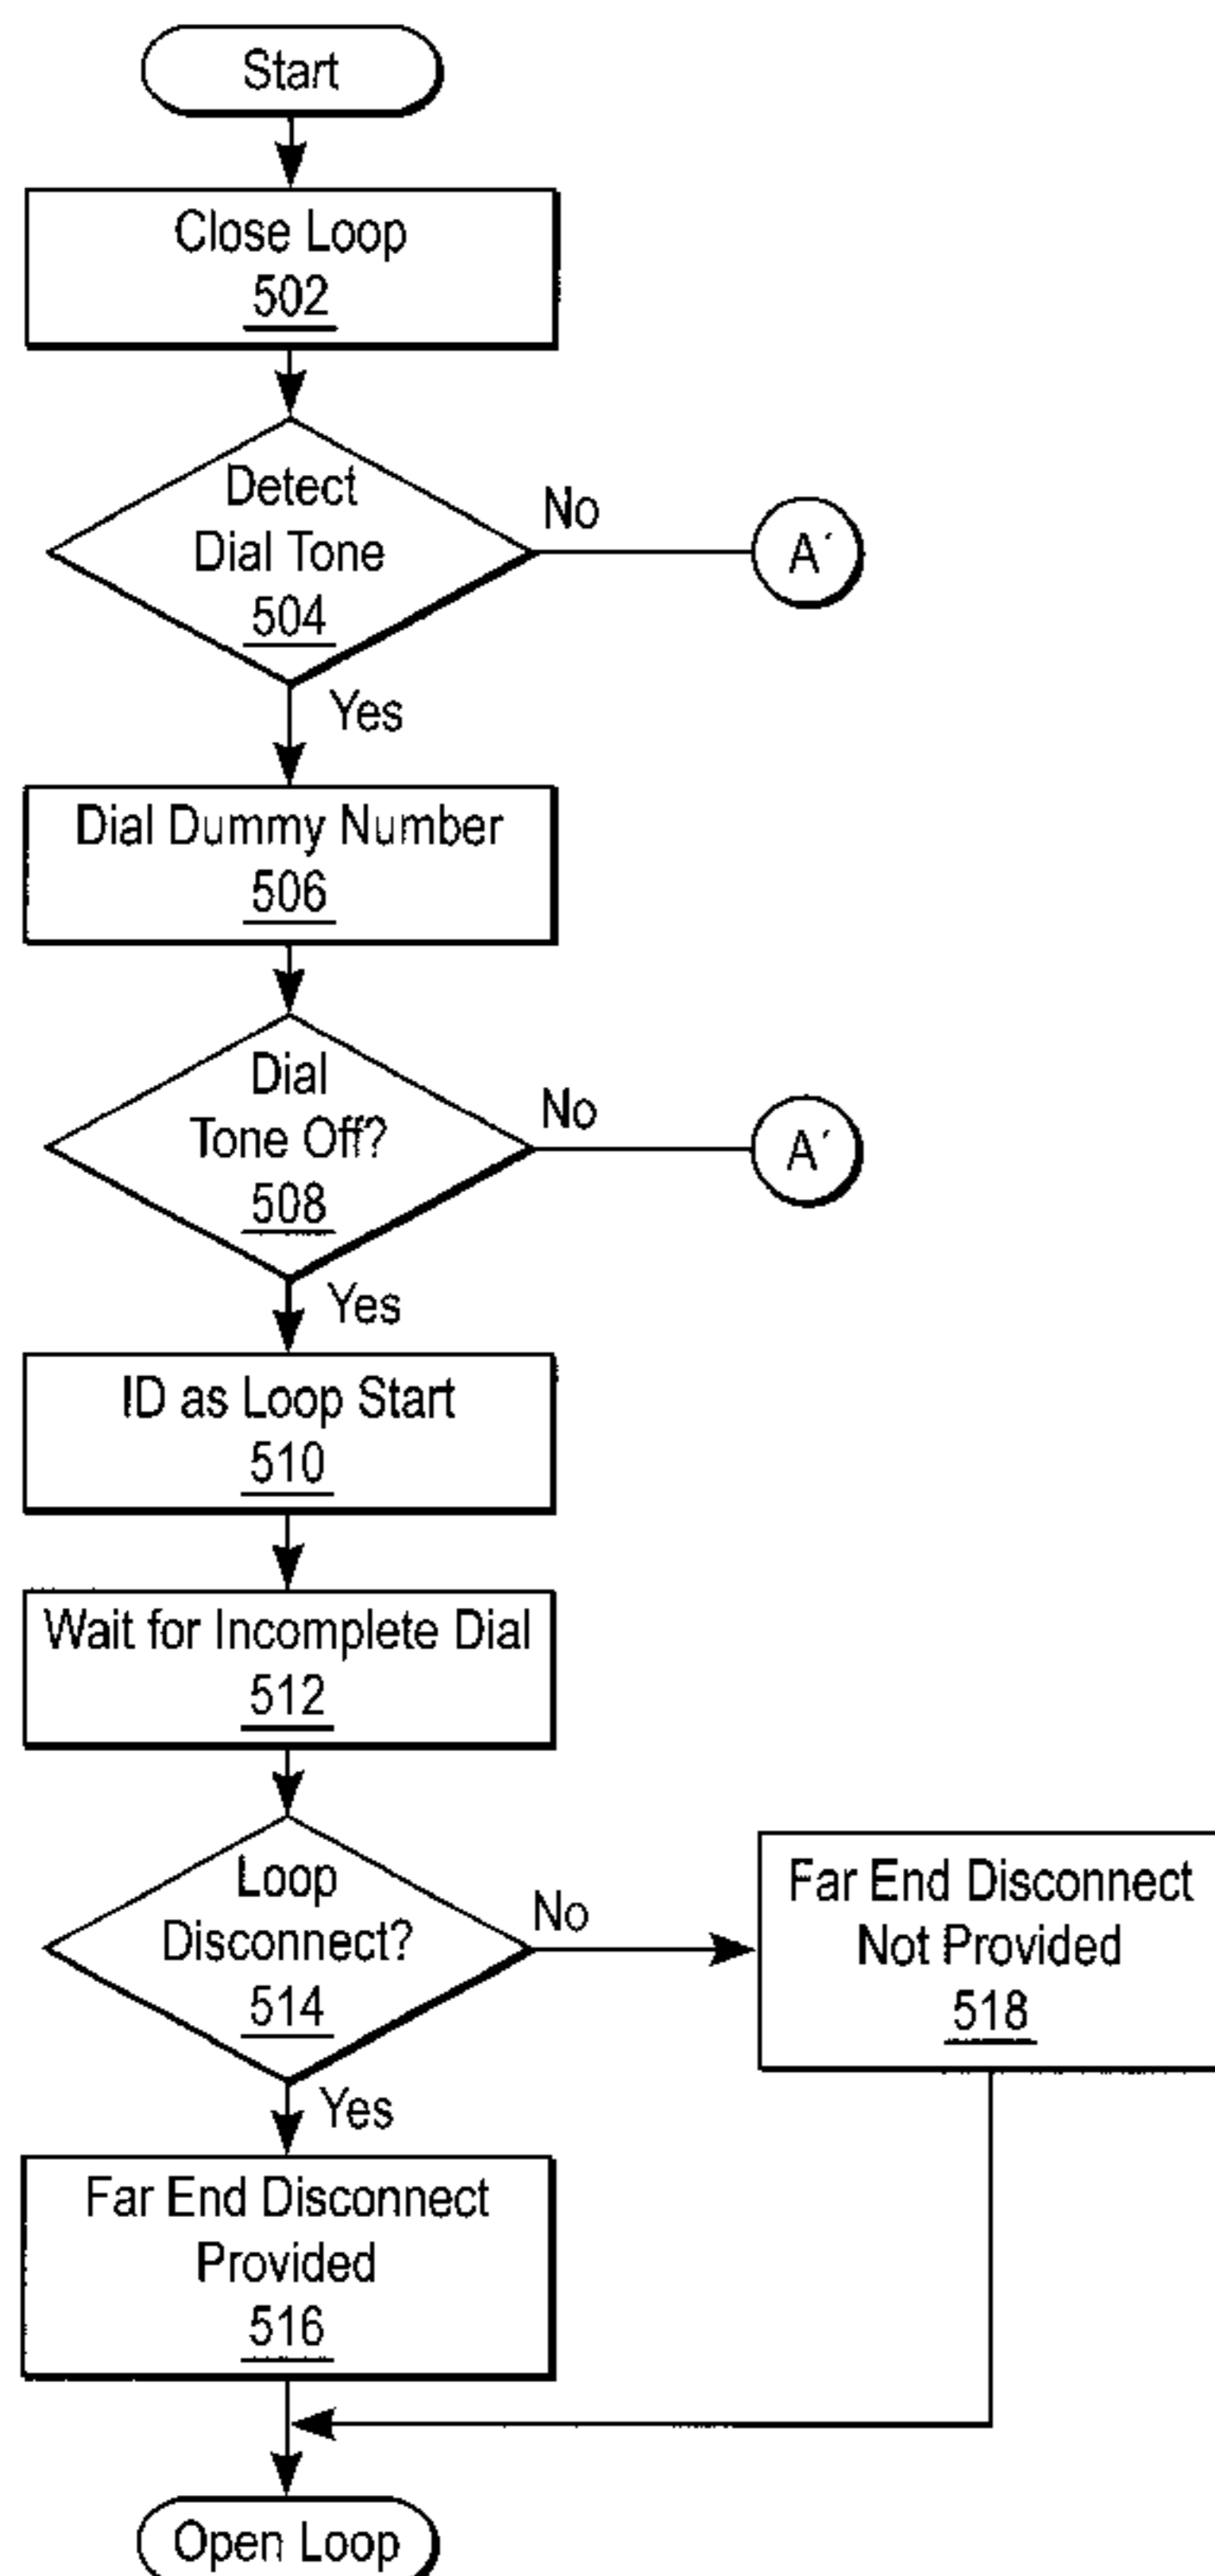 Start
Close Loop
502
Detect
Dial Tone
504
No
A´
Yes
Dial Dummy Number
506
Dial
Tone Off?
508
No
A´
Yes
ID as Loop Start
510
Wait for Incomplete Dial
512
Loop
Disconnect?
514
No
Far End Disconnect
Not Provided
518
Yes
Far End Disconnect
Provided
516
Open Loop